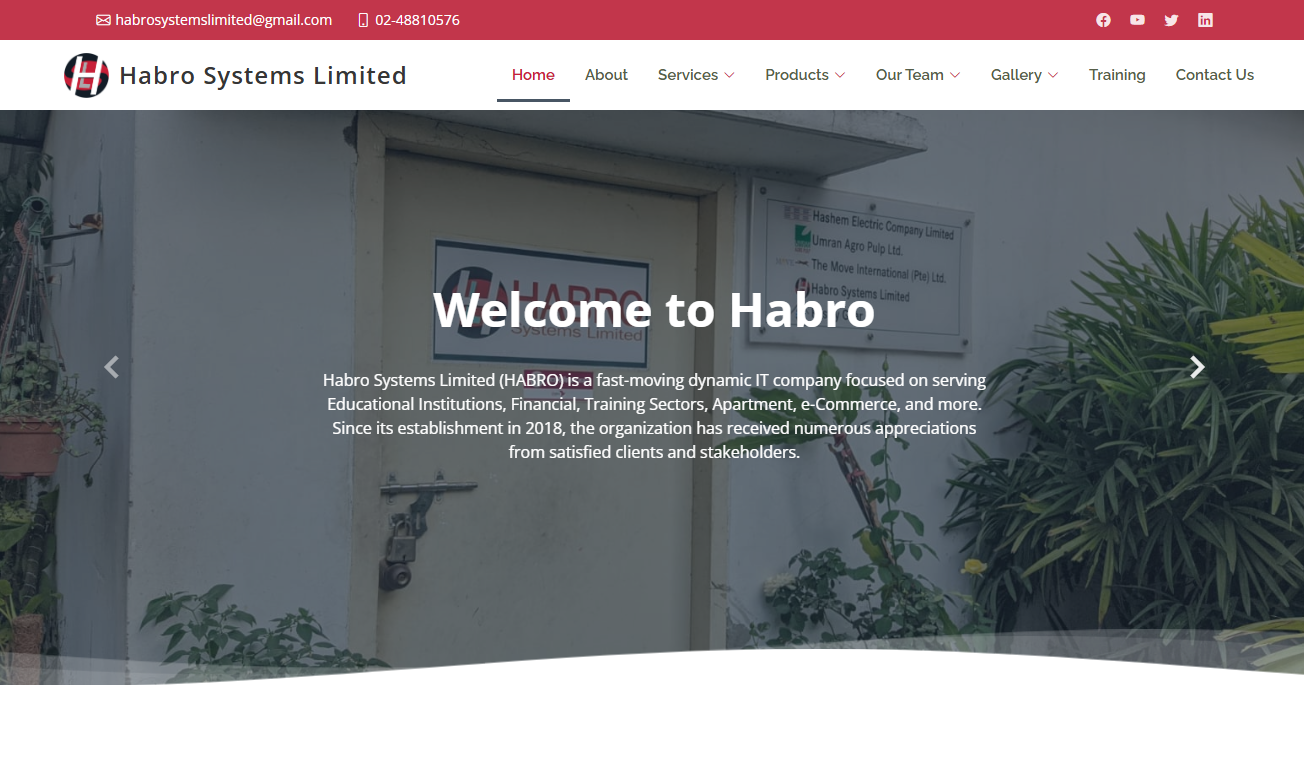 habrosystemslimited@gmail.com 02-48810576
Habro Systems Limited
Home About Services Products Our Team Gallery Training Contact Us
Hashem Electric Company Limited
Umran Agro Pulp Ltd.
The Move International (Pte) Ltd.
Habro Systems Limited
HABRO
Systems Limited
Welcome to Habro
Habro Systems Limited (HABRO) is a fast-moving dynamic IT company focused on serving
Educational Institutions, Financial, Training Sectors, Apartment, e-Commerce, and more.
Since its establishment in 2018, the organization has received numerous appreciations
from satisfied clients and stakeholders.